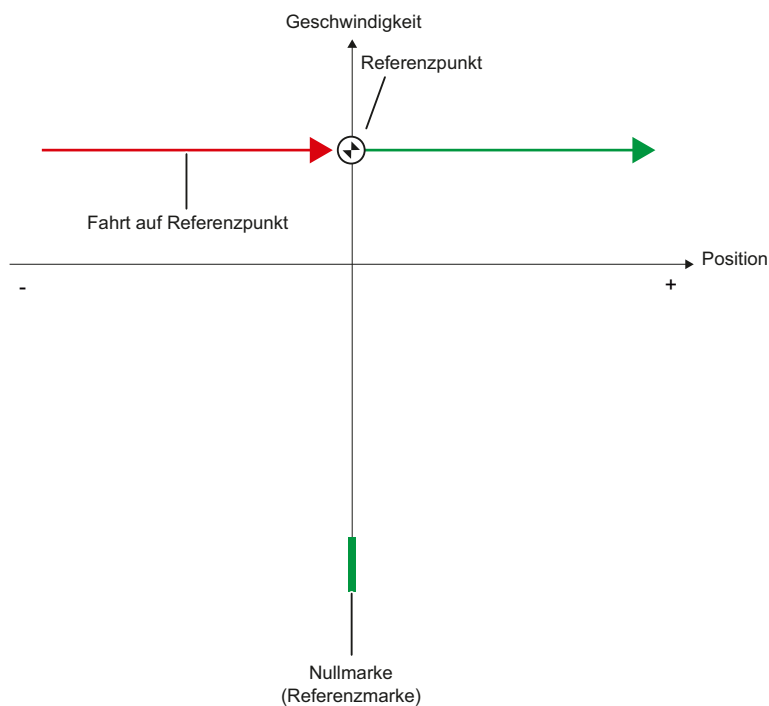 Geschwindigkeit
Referenzpunkt
Fahrt auf Referenzpunkt
Position
-
+
Nullmarke
(Referenzmarke)